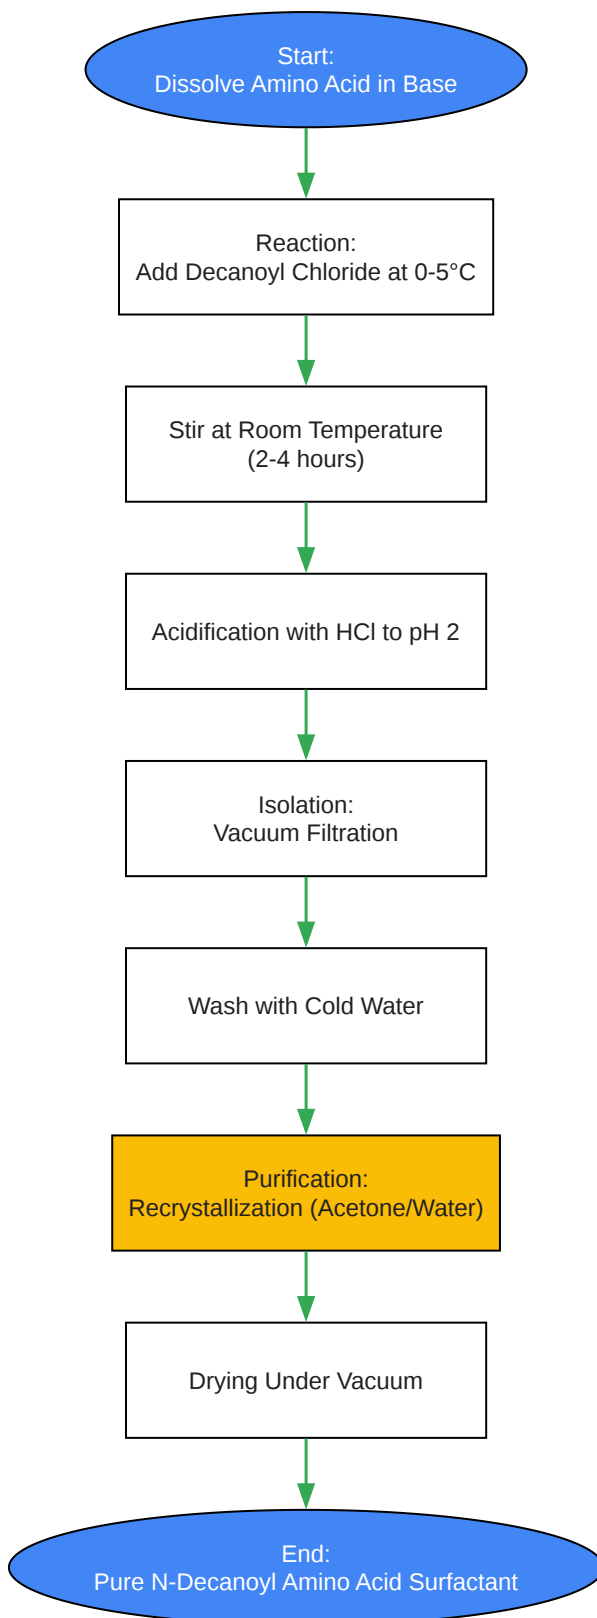 Start:
Dissolve Amino Acid in Base
Reaction:
Add Decanoyl Chloride at 0-5°C
Stir at Room Temperature
(2-4 hours)
Acidification with HCl to pH 2
Isolation:
Vacuum Filtration
Wash with Cold Water
Purification:
Recrystallization (Acetone/Water)
Drying Under Vacuum
End:
Pure N-Decanoyl Amino Acid Surfactant